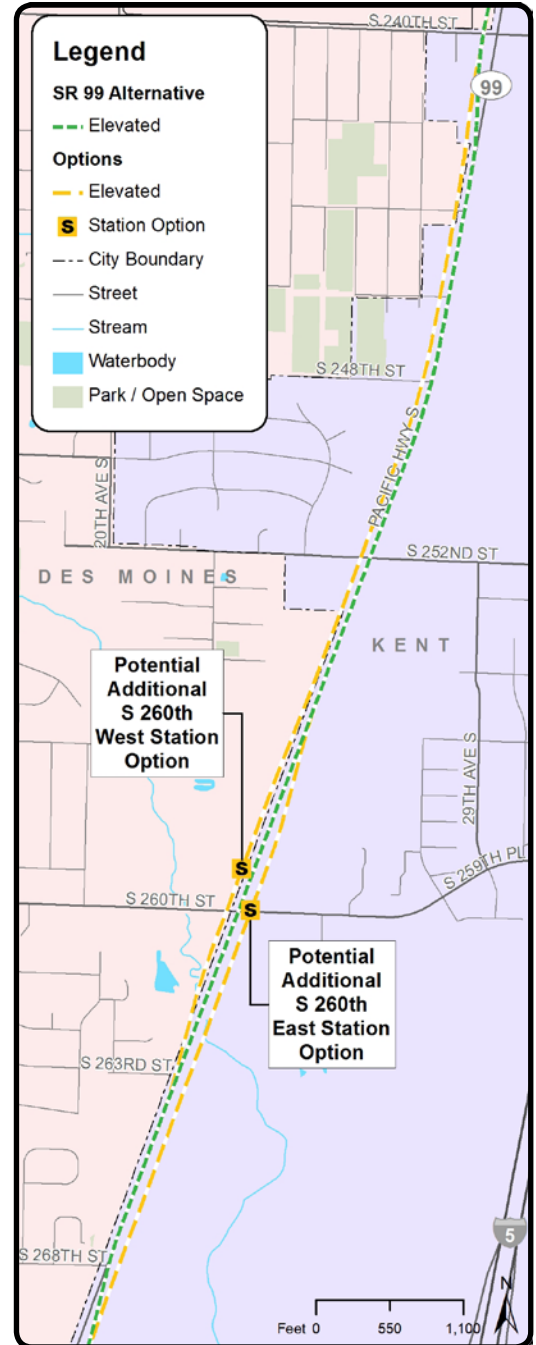 S 240TH ST
Legend
SR 99 Alternative
Elevated
Options
Elevated
S Station Option
City Boundary
Street
Stream
Waterbody
Park / Open Space
99
S 248TH ST
PACIFIC HWY S
20TH AVE S
S 252ND ST
DES MOINES
KENT
Potential
Additional
S 260th
West Station
Option
29TH AVE S
S 259TH PL
S
S 260TH ST
S
Potential
Additional
S 260th
East Station
Option
S 263RD ST
5
S 268TH ST
N
Feet 0 550 1,100